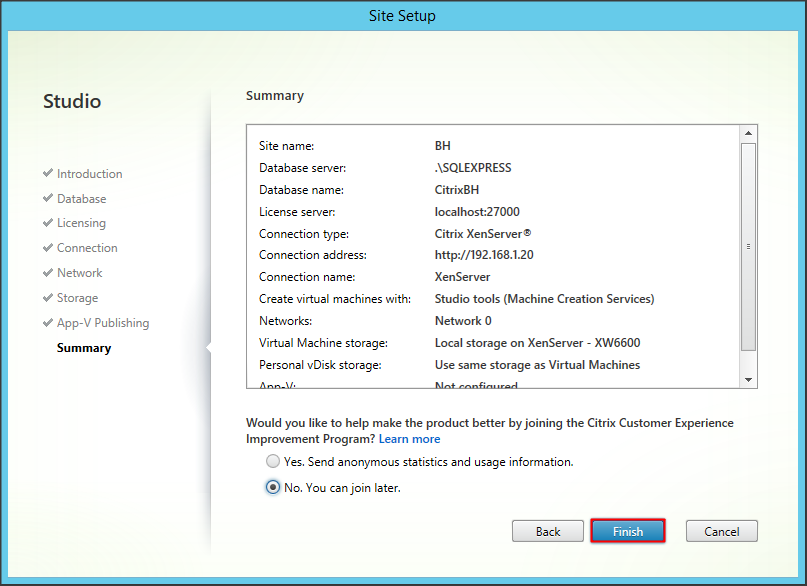 Site Setup
Studio
Introduction
Database
Licensing
Connection
Network
Storage
App-V Publishing
Summary
Summary
Site name: BH
Database server: .\SQLEXPRESS
Database name: CitrixBH
License server: localhost:27000
Connection type: Citrix XenServer®
Connection address: http://192.168.1.20
Connection name: XenServer
Create virtual machines with: Studio tools (Machine Creation Services)
Networks: Network 0
Virtual Machine storage: Local storage on XenServer - XW6600
Personal vDisk storage: Use same storage as Virtual Machines
App-V: Not configured
Would you like to help make the product better by joining the Citrix Customer Experience
Improvement Program? Learn more
Yes. Send anonymous statistics and usage information.
No. You can join later.
Back Finish Cancel